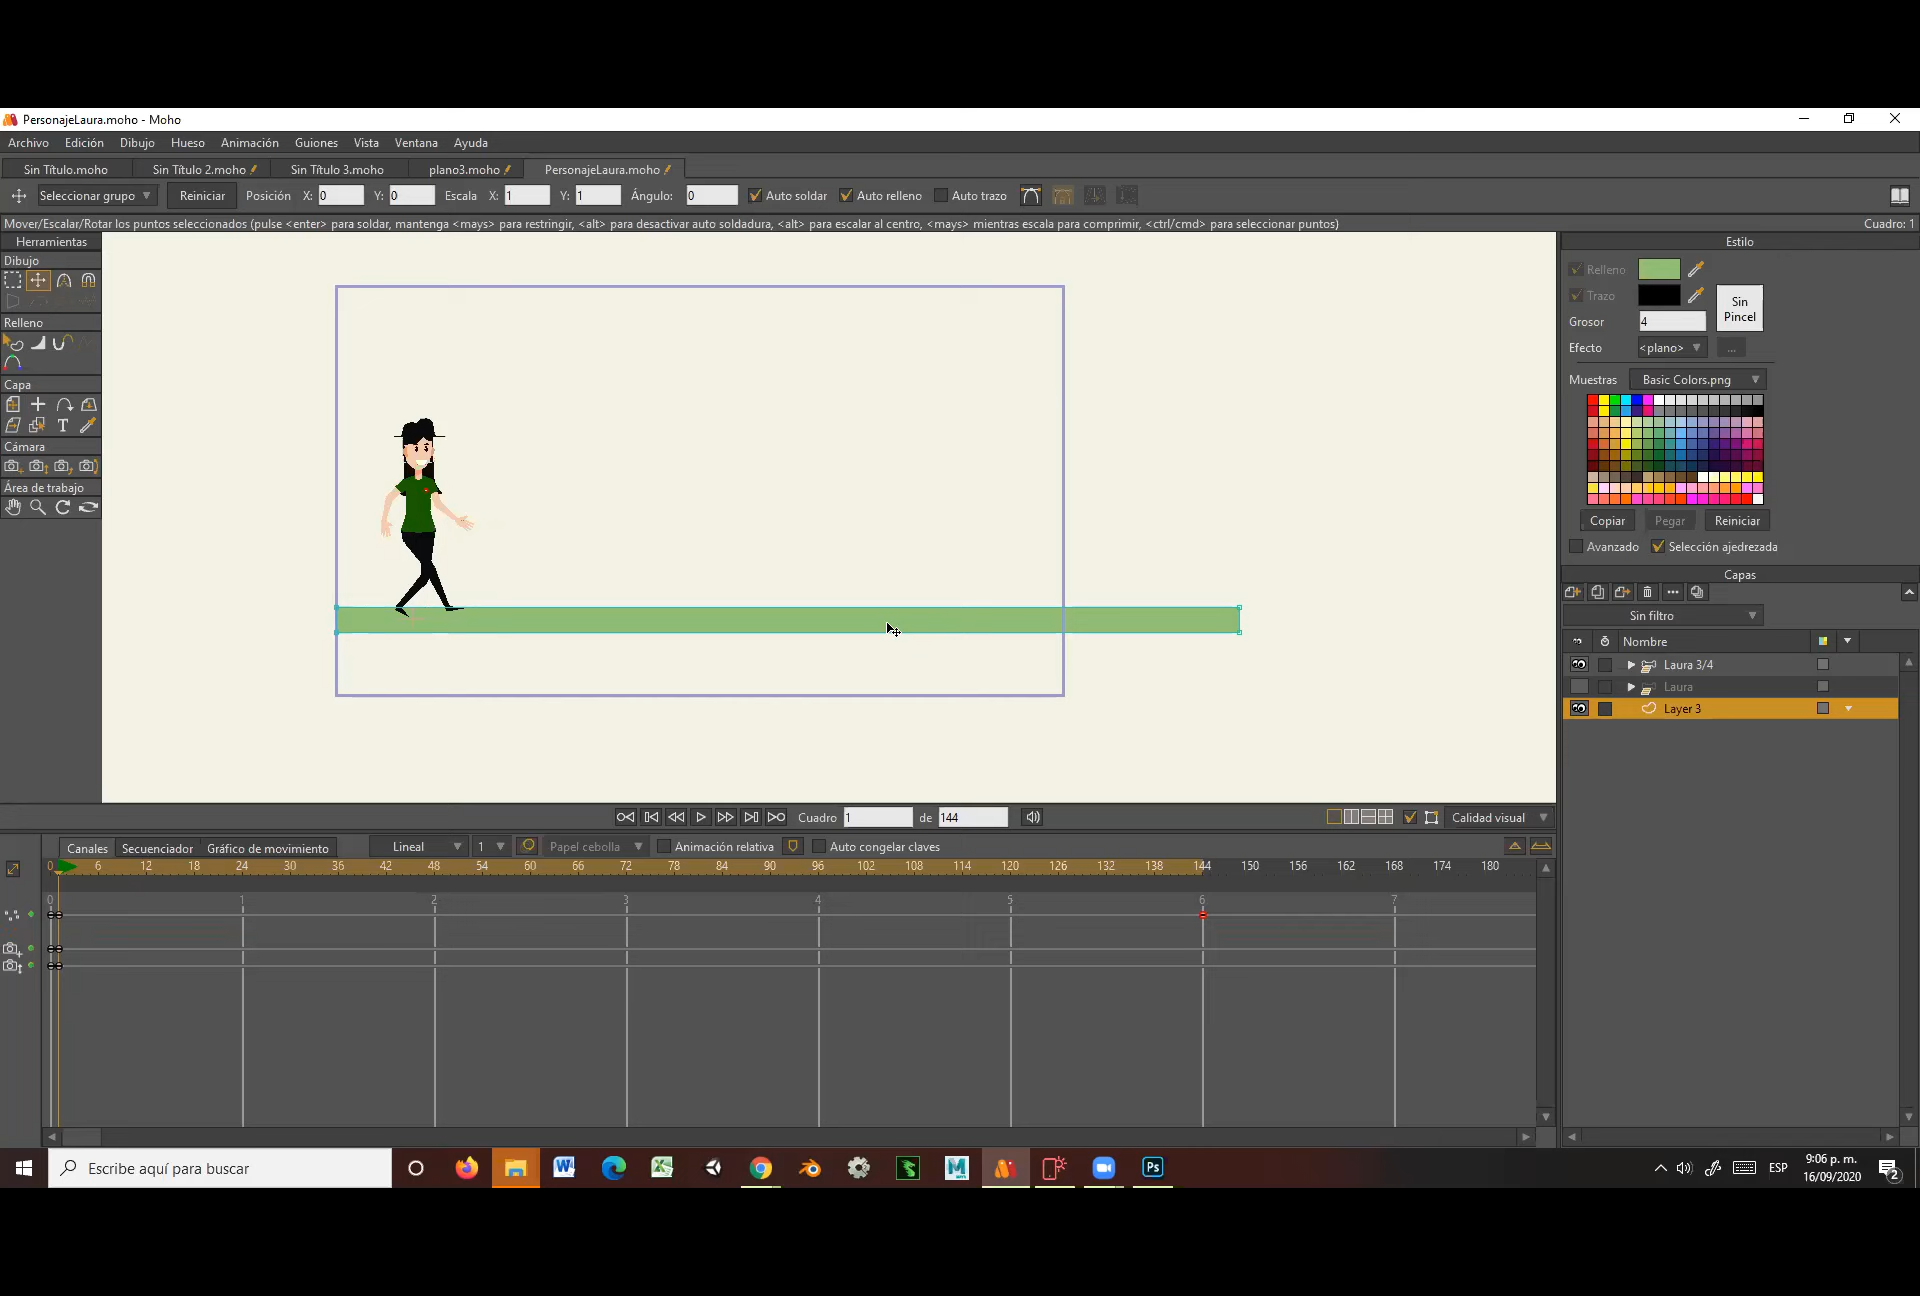 PersonajeLaura.moho - Moho
Archivo Edición Dibujo Hueso Animación Guiones Vista Ventana Ayuda
Sin Título.moho Sin Título 2.moho Sin Título 3.moho plano3.moho PersonajeLaura.moho
Seleccionar grupo Reiniciar Posición X: 0 Y: 0 Escala X: 1 Y: 1 Ángulo: 0 Auto soldar Auto relleno Auto trazo
Mover/Escalar/Rotar los puntos seleccionados (pulse <enter> para soldar, mantenga <mays> para restringir, <alt> para desactivar auto soldadura, <alt> para escalar al centro, <mays> mientras escala para comprimir, <ctrl/cmd> para seleccionar puntos) Cuadro: 1
Herramientas
Dibujo
Relleno
Capa
T
Cámara
Área de trabajo
Estilo
Relleno
Trazo
Sin
Pincel
Grosor 4
Efecto <plano> ...
Muestras Basic Colors.png
Copiar Pegar Reiniciar
Avanzado Selección ajedrezada
Capas
Sin filtro
Nombre
Laura 3/4
Laura
Layer 3
Cuadro 1 de 144 Calidad visual
Canales Secuenciador Gráfico de movimiento Lineal 1 Papel cebolla Animación relativa Auto congelar claves
0 6 12 18 24 30 36 42 48 54 60 66 72 78 84 90 96 102 108 114 120 126 132 138 144 150 156 162 168 174 180
0 1 2 3 4 5 6 7
Escribe aquí para buscar
Ps
ESP
9:06 p. m.
16/09/2020
2